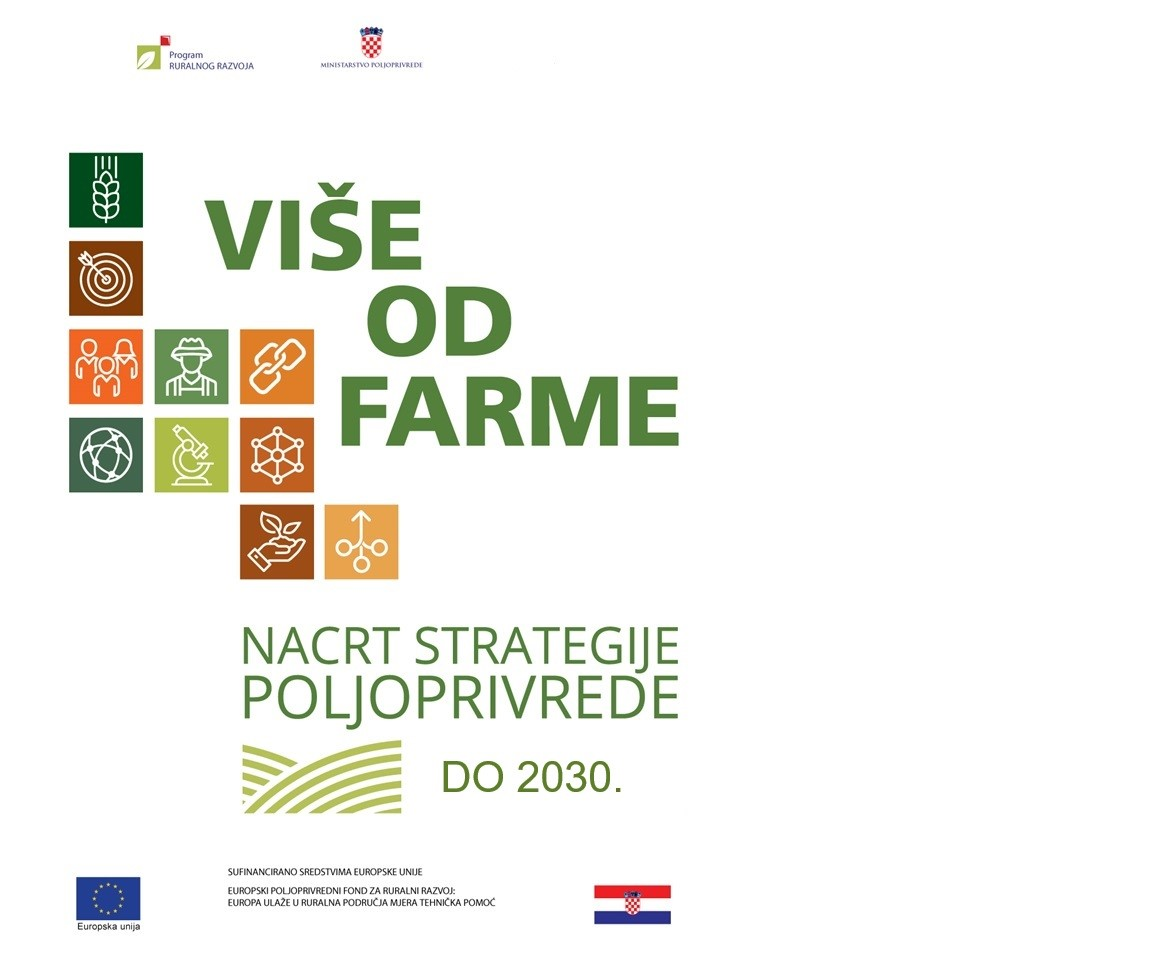 Program
RURALNOG RAZVOJA
MINISTARSTVO POLJOPRIVREDE
VIŠE
OD
FARME
NACRT STRATEGIJE
POLJOPRIVREDE
DO 2030.
SUFINANCIRANO SREDSTVIMA EUROPSKE UNIJE
EUROPSKI POLJOPRIVREDNI FOND ZA RURALNI RAZVOJ:
EUROPA ULAŽE U RURALNA PODRUČJA MJERA TEHNIČKA POMOĆ
Europska unija